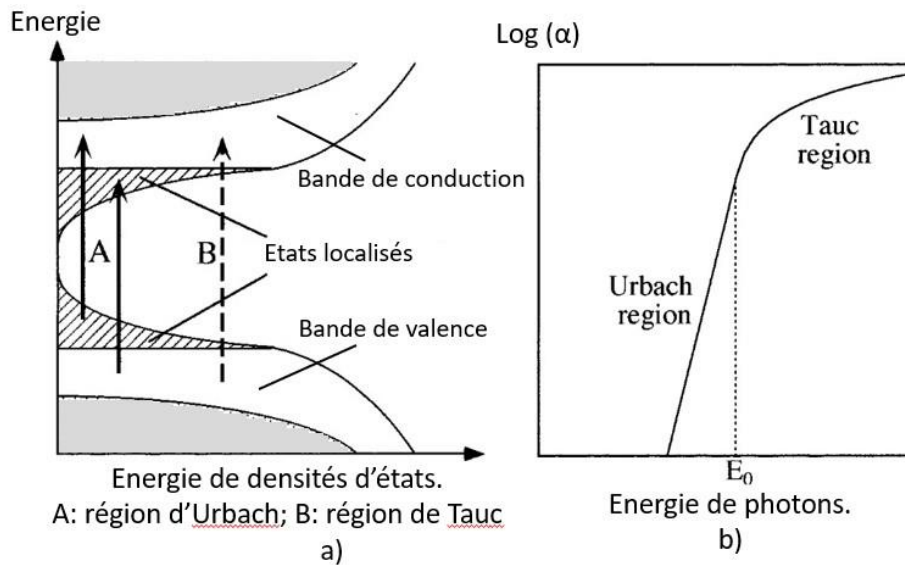 Energie
Bande de conduction
A
B
Etats localisés
Bande de valence
Energie de densités d’états.
A: région d’Urbach; B: région de Tauc
a)
Log (α)
Tauc
region
Urbach
region
E₀
Energie de photons.
b)